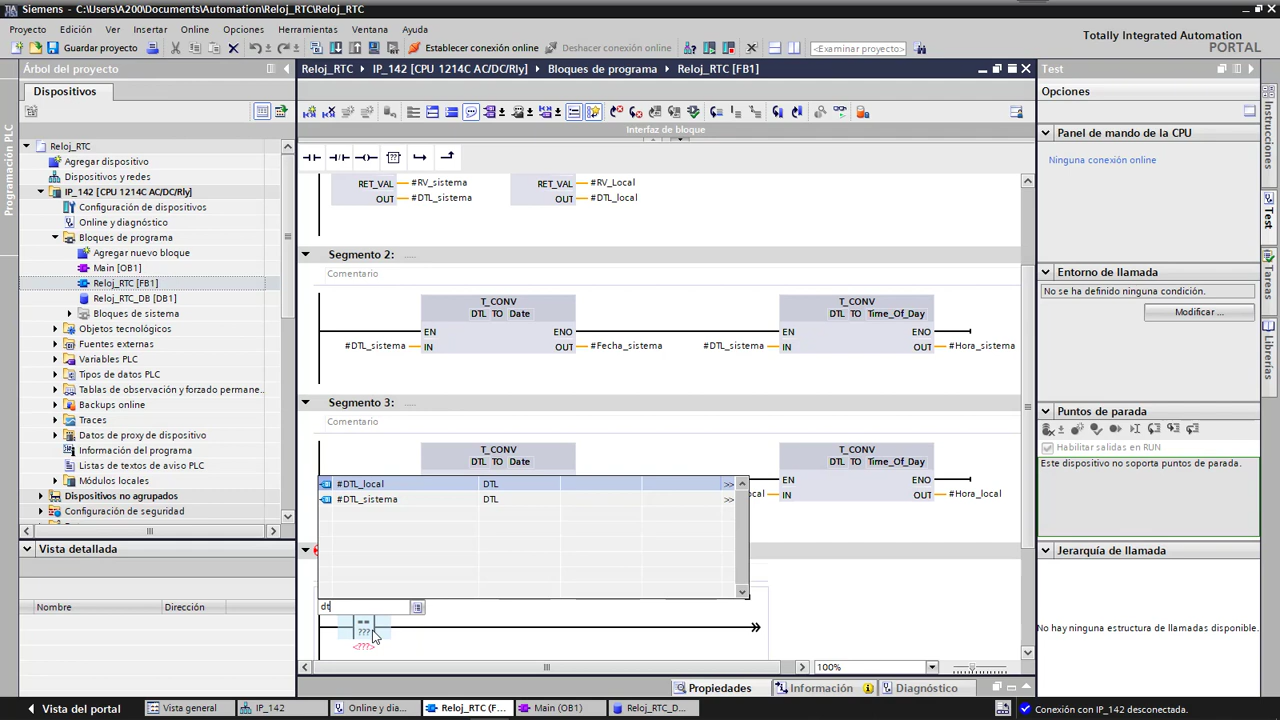 Siemens - C:\Users\A200\Documents\Automation\Reloj_RTC\Reloj_RTC
Proyecto Edición Ver Insertar Online Opciones Herramientas Ventana Ayuda
Totally Integrated Automation
PORTAL
Guardar proyecto Establecer conexión online Deshacer conexión online <Examinar proyecto>
Árbol del proyecto
Reloj_RTC IP_142 [CPU 1214C AC/DC/Rly] Bloques de programa Reloj_RTC [FB1]
Test
Dispositivos
Opciones
Programación PLC
Interfaz de bloque
Reloj_RTC
Agregar dispositivo
Dispositivos y redes
IP_142 [CPU 1214C AC/DC/Rly]
Configuración de dispositivos
Online y diagnóstico
Bloques de programa
Agregar nuevo bloque
Main [OB1]
Reloj_RTC [FB1]
Reloj_RTC_DB [DB1]
Bloques de sistema
Objetos tecnológicos
Fuentes externas
Variables PLC
Tipos de datos PLC
Tablas de observación y forzado permane...
Backups online
Traces
Datos de proxy de dispositivo
Información del programa
Listas de textos de aviso PLC
Módulos locales
Dispositivos no agrupados
Configuración de seguridad
Vista detallada
Nombre Dirección
RET_VAL #RV_sistema RET_VAL #RV_Local
OUT #DTL_sistema OUT #DTL_local
Segmento 2: .....
Comentario
T_CONV T_CONV
DTL TO Date DTL TO Time_Of_Day
EN ENO EN ENO
#DTL_sistema IN OUT #Fecha_sistema #DTL_sistema IN OUT #Hora_sistema
Segmento 3: .....
Comentario
T_CONV T_CONV
DTL TO Date DTL TO Time_Of_Day
EN ENO
#DTL_local DTL >>
IN OUT #Hora_local
#DTL_sistema DTL >>
dt
==
???
<???>
100%
Propiedades Información Diagnóstico
Panel de mando de la CPU
Ninguna conexión online
Entorno de llamada
No se ha definido ninguna condición.
Modificar ...
Puntos de parada
Habilitar salidas en RUN
Este dispositivo no soporta puntos de parada.
Jerarquía de llamada
No hay ninguna estructura de llamadas disponible.
Instrucciones
Test
Tareas
Librerías
Vista del portal Vista general IP_142 Online y dia... Reloj_RTC (F... Main (OB1) Reloj_RTC_D...
Conexión con IP_142 desconectada.